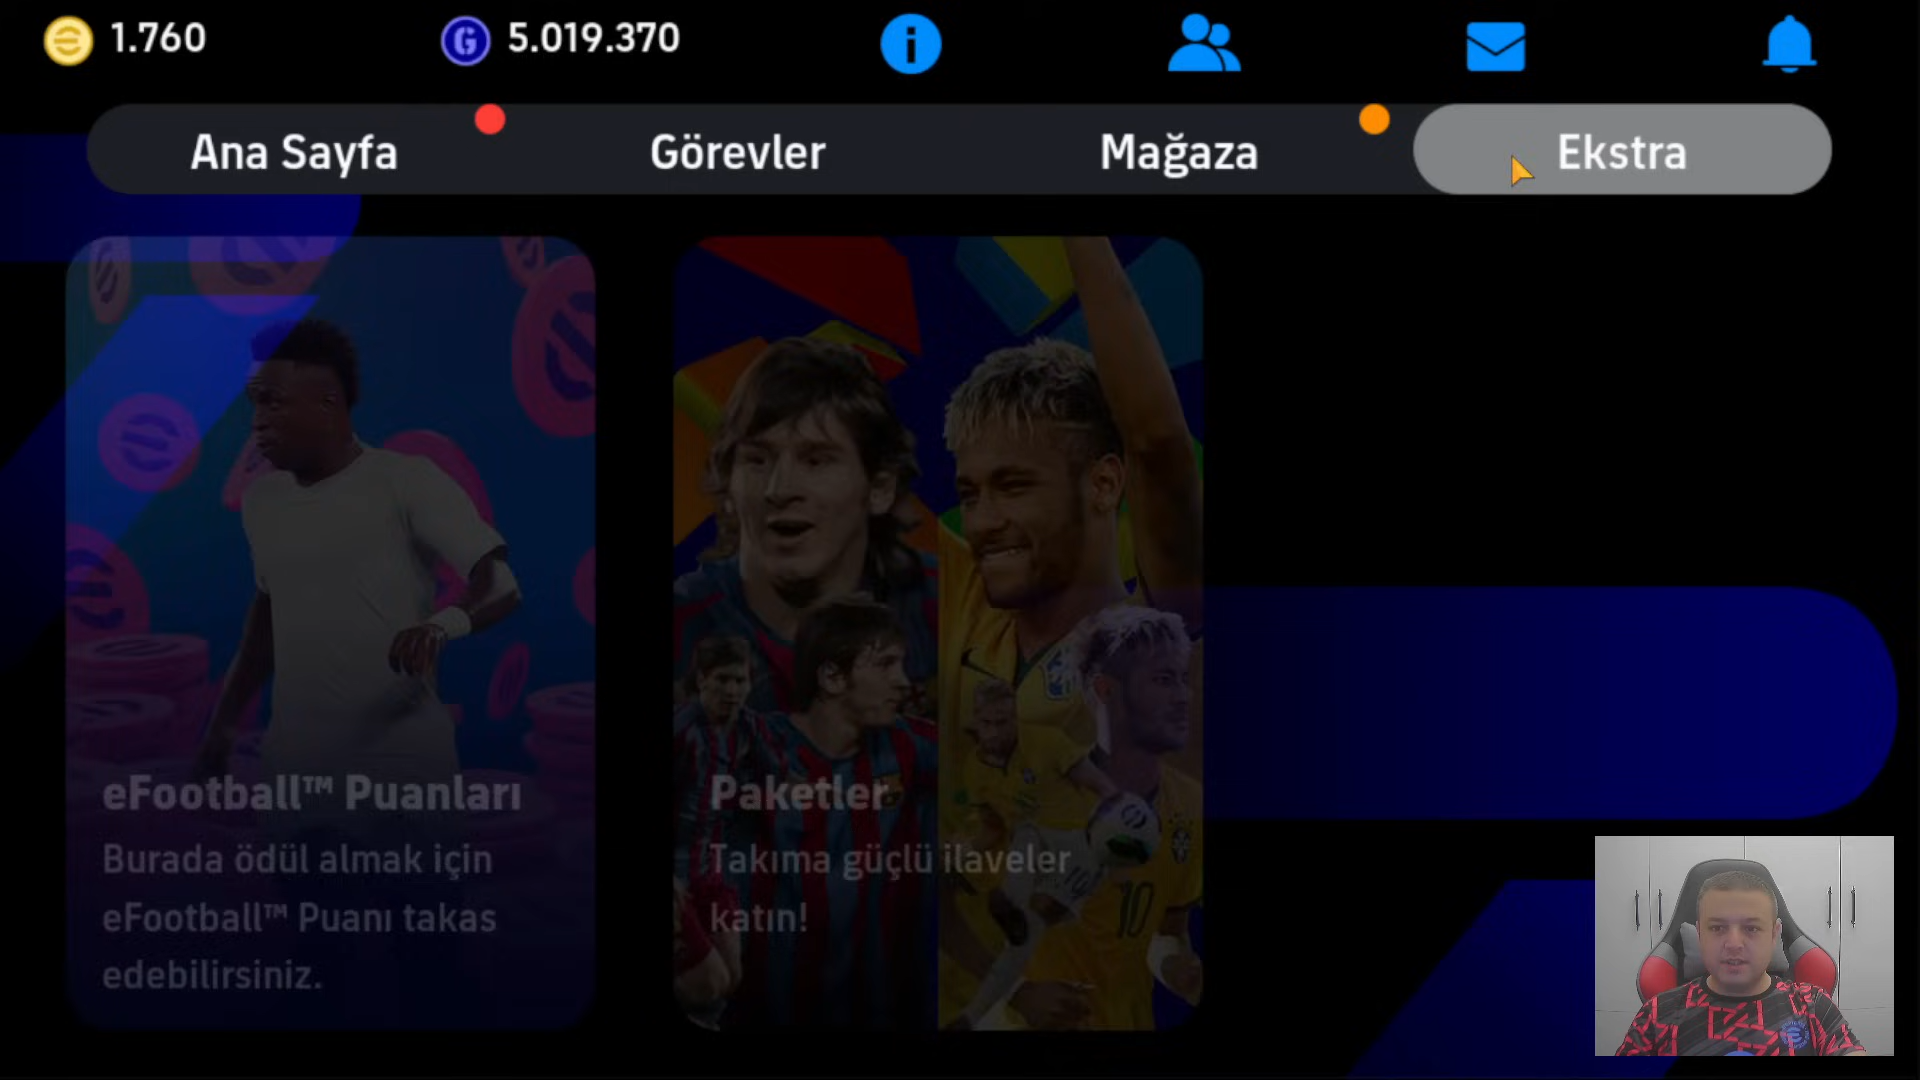 1.760
5.019.370
Ana Sayfa
Görevler
Mağaza
Ekstra
eFootball™ Puanları
Burada ödül almak için
eFootball™ Puanı takas
edebilirsiniz.
Paketler
Takıma güçlü ilaveler
katın!
10